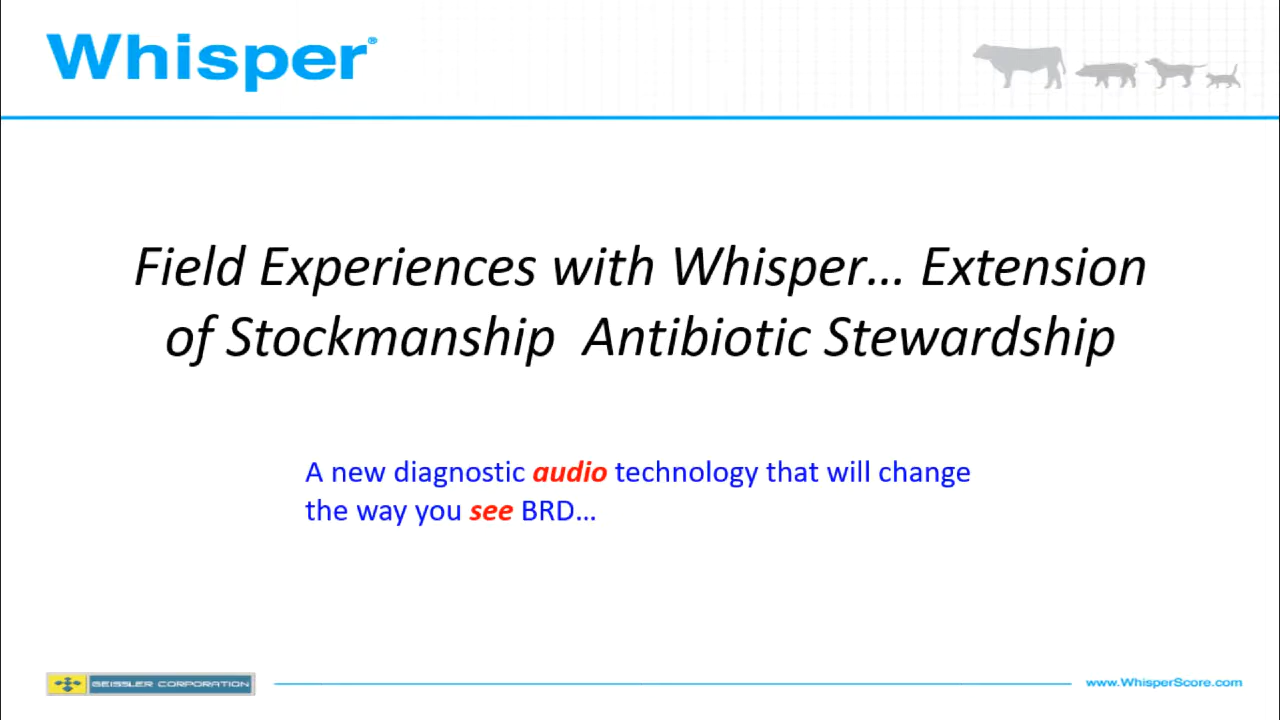 Whisper®
Field Experiences with Whisper... Extension
of Stockmanship  Antibiotic Stewardship
A new diagnostic audio technology that will change
the way you see BRD...
GEISSLER CORPORATION
www.WhisperScore.com